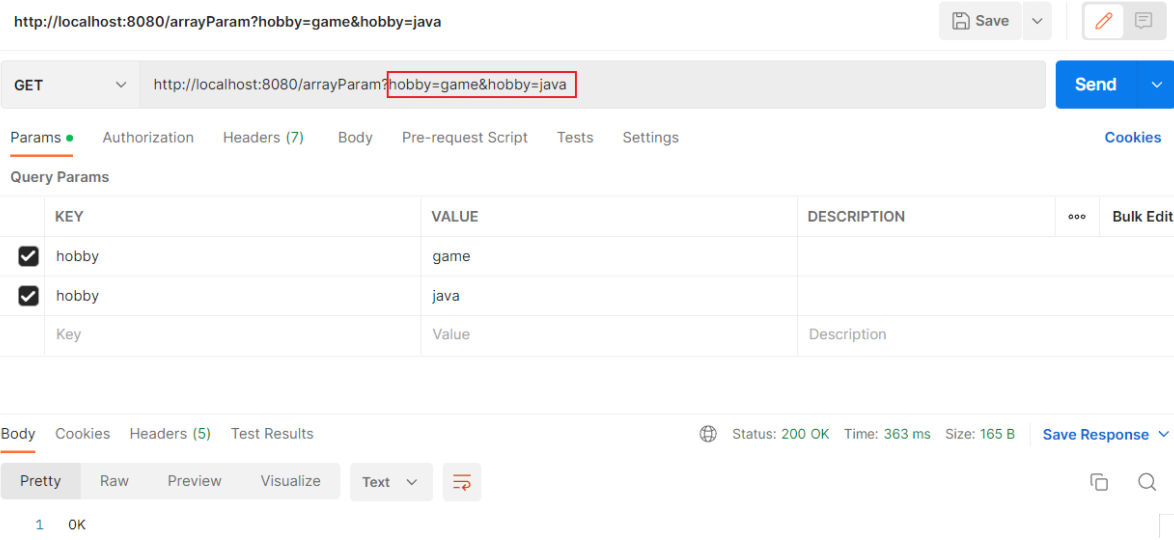 http://localhost:8080/arrayParam?hobby=game&hobby=java
Save
GET
http://localhost:8080/arrayParam?hobby=game&hobby=java
Send
Params Authorization Headers (7) Body Pre-request Script Tests Settings Cookies
Query Params
KEY VALUE DESCRIPTION Bulk Edit
hobby game
hobby java
Key Value Description
Body Cookies Headers (5) Test Results Status: 200 OK Time: 363 ms Size: 165 B Save Response
Pretty Raw Preview Visualize Text
1 OK